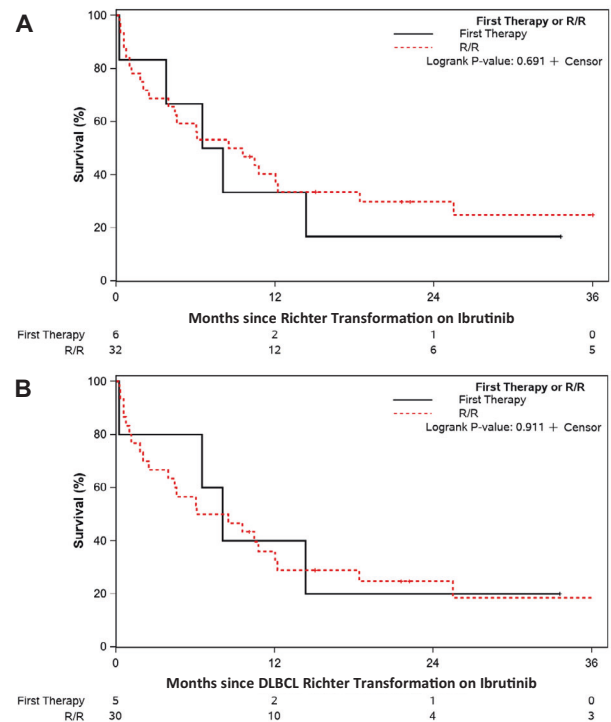 A
First Therapy or R/R
First Therapy
R/R
Logrank P-value: 0.691 + Censor
100
80
60
40
20
0
Survival (%)
0 12 24 36
Months since Richter Transformation on Ibrutinib
First Therapy 6 2 1 0
R/R 32 12 6 5
B
First Therapy or R/R
First Therapy
R/R
Logrank P-value: 0.911 + Censor
100
80
60
40
20
0
Survival (%)
0 12 24 36
Months since DLBCL Richter Transformation on Ibrutinib
First Therapy 5 2 1 0
R/R 30 10 4 3